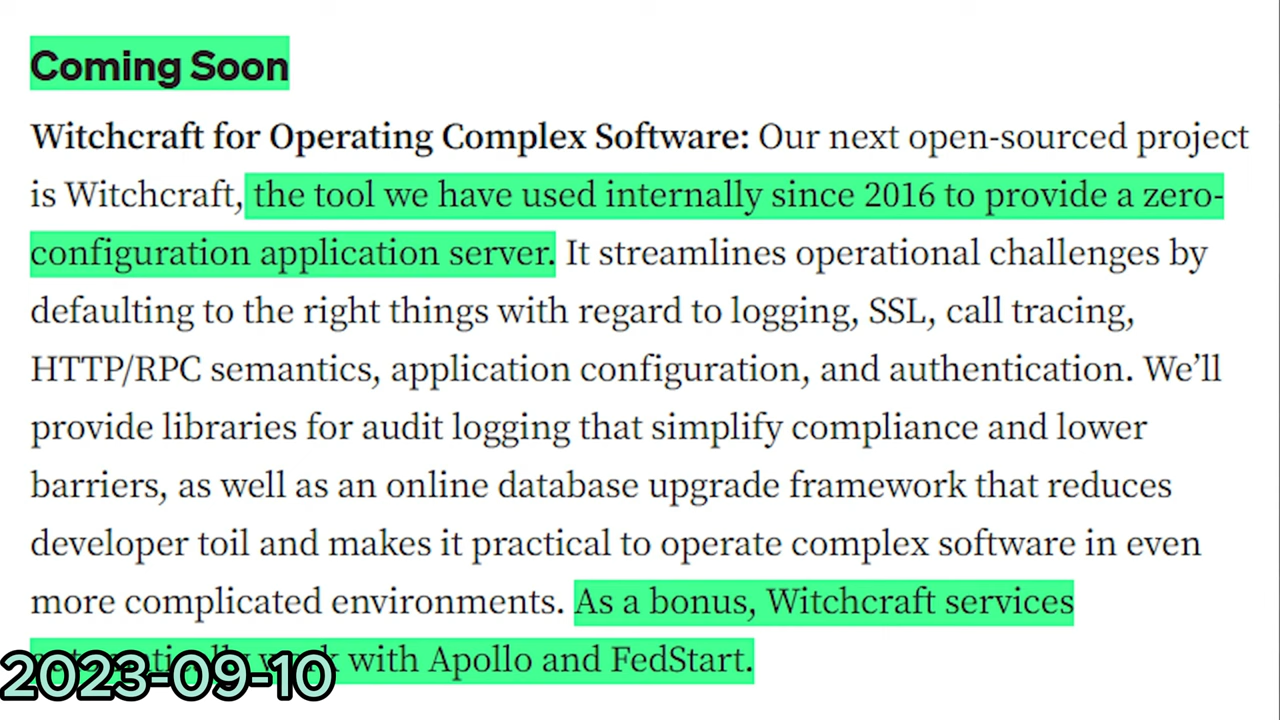 Coming Soon
Witchcraft for Operating Complex Software: Our next open-sourced project
is Witchcraft, the tool we have used internally since 2016 to provide a zero-
configuration application server. It streamlines operational challenges by
defaulting to the right things with regard to logging, SSL, call tracing,
HTTP/RPC semantics, application configuration, and authentication. We’ll
provide libraries for audit logging that simplify compliance and lower
barriers, as well as an online database upgrade framework that reduces
developer toil and makes it practical to operate complex software in even
more complicated environments. As a bonus, Witchcraft services
automatically work with Apollo and FedStart.
2023-09-10